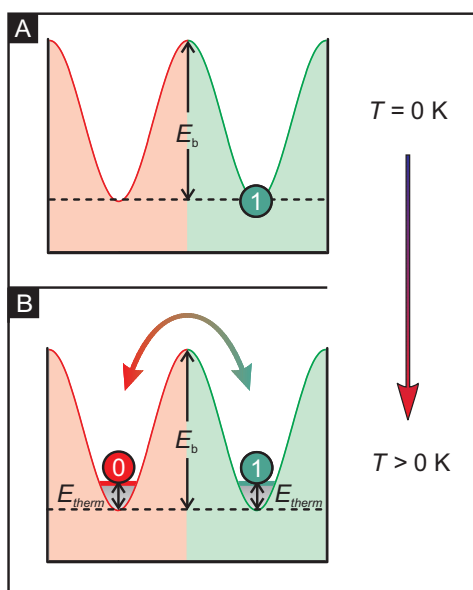 A
T = 0 K
E_b
1
B
E_b
0
1
E_therm
E_therm
T > 0 K